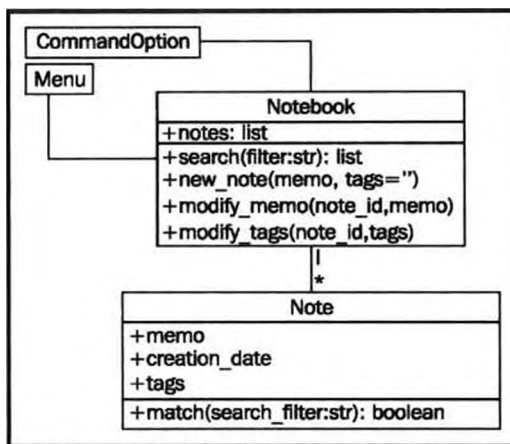 CommandOption
Menu
Notebook
+notes: list
+search(filter:str): list
+new_note(memo, tags='')
+modify_memo(note_id,memo)
+modify_tags(note_id,tags)
1
*
Note
+memo
+creation_date
+tags
+match(search_filter:str): boolean